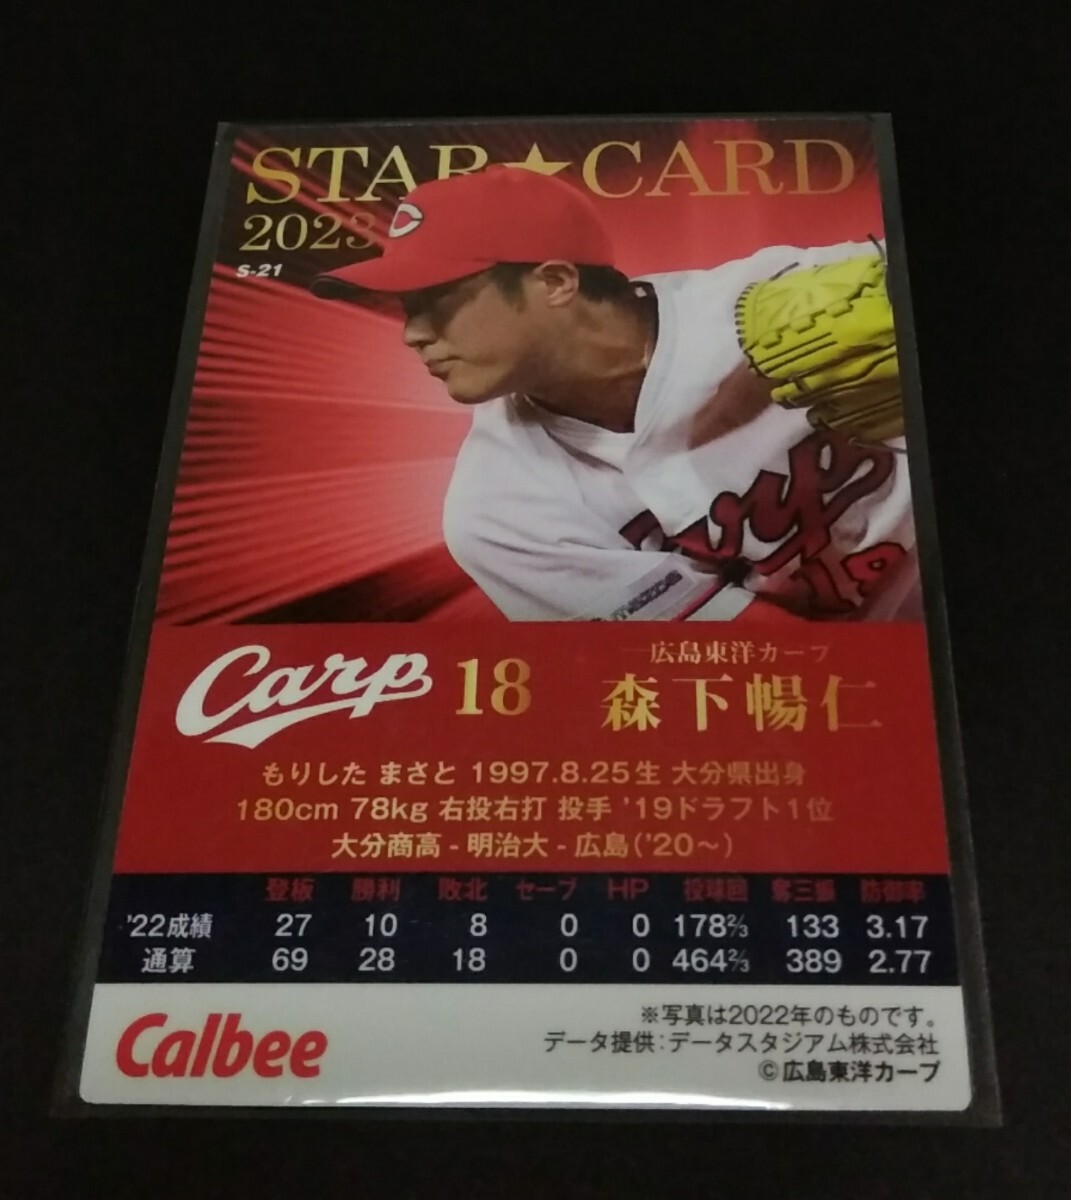 STAR★CARD
2023
S-21
C
Carp
18
mazda
Carp 18 広島東洋カープ
森下暢仁
もりした まさと 1997.8.25生 大分県出身
180cm 78kg 右投右打 投手 '19ドラフト1位
大分商高 - 明治大 - 広島('20～)
登板 勝利 敗北 セーブ HP 投球回 奪三振 防御率
'22成績 27 10 8 0 0 178⅔ 133 3.17
通算 69 28 18 0 0 464⅔ 389 2.77
Calbee
※写真は2022年のものです。
データ提供:データスタジアム株式会社
©広島東洋カープ